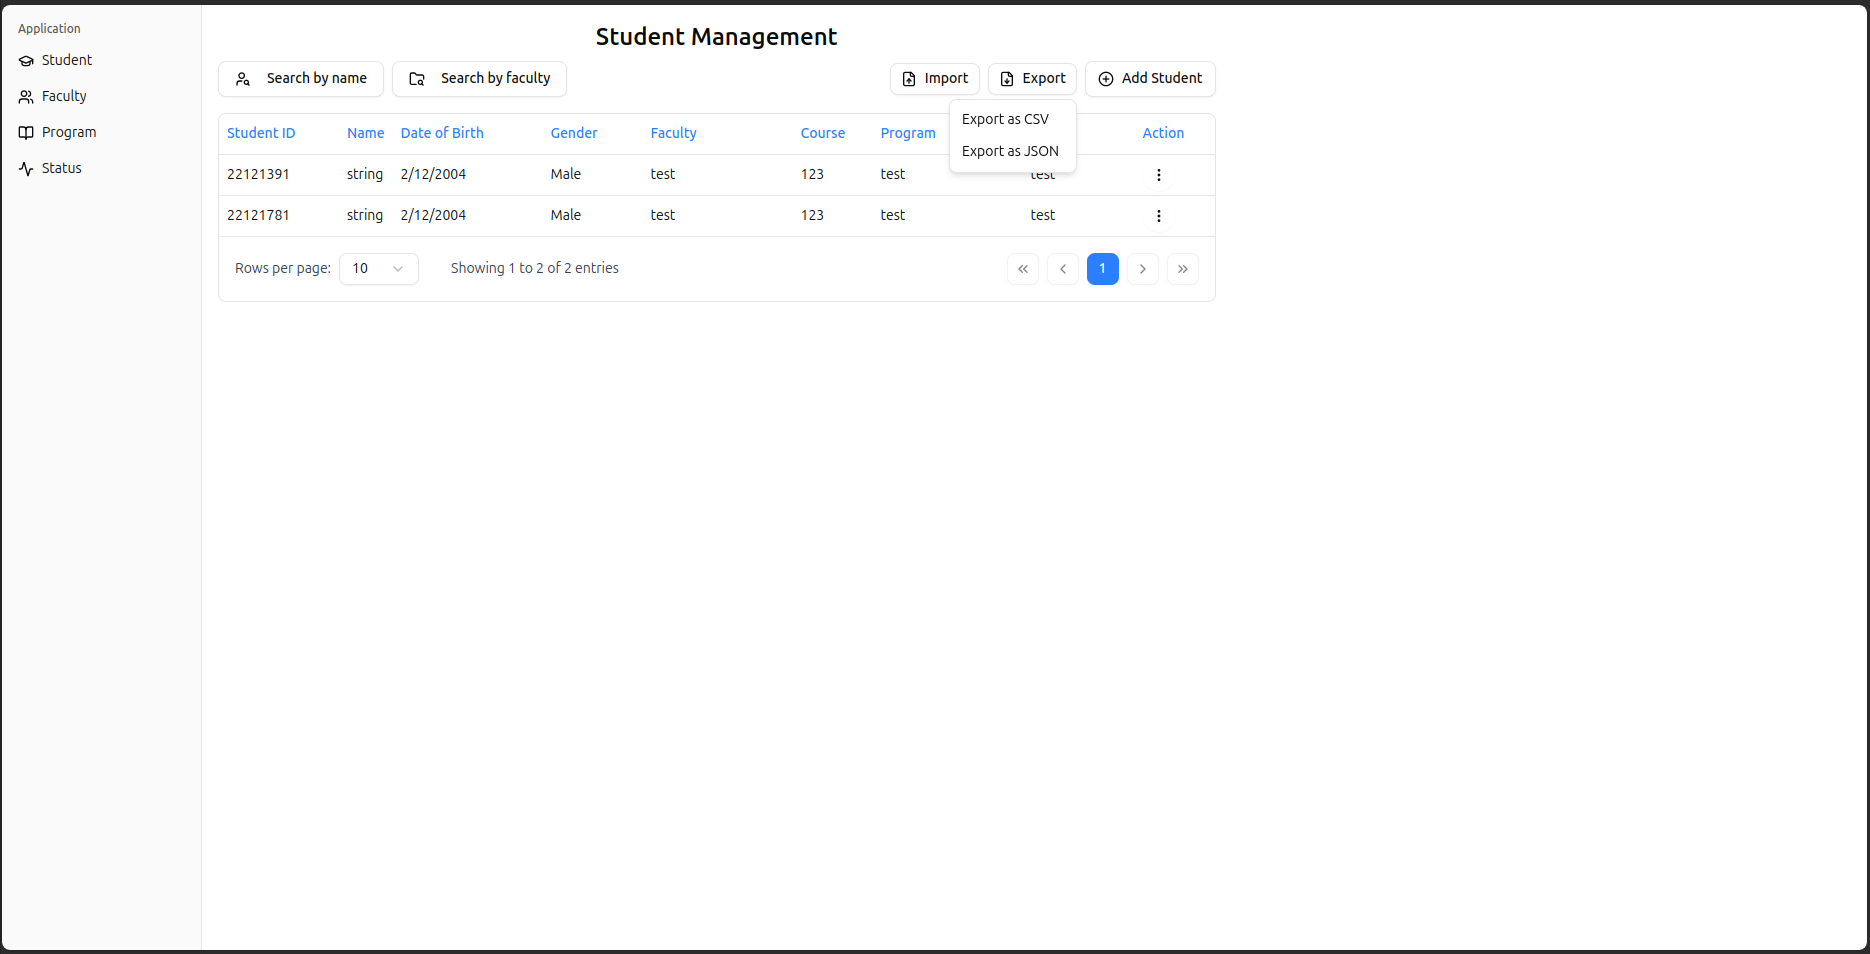 Application
Student
Faculty
Program
Status
Student Management
Search by name Search by faculty Import Export Add Student
Export as CSV
Export as JSON
Student ID Name Date of Birth Gender Faculty Course Program Action
22121391 string 2/12/2004 Male test 123 test test
22121781 string 2/12/2004 Male test 123 test test
Rows per page: 10 Showing 1 to 2 of 2 entries 1